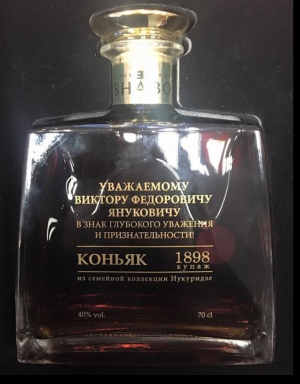 SHABO
УВАЖАЕМОМУ
ВИКТОРУ ФЕДОРОВИЧУ
ЯНУКОВИЧУ
В ЗНАК ГЛУБОКОГО УВАЖЕНИЯ
И ПРИЗНАТЕЛЬНОСТИ!
КОНЬЯК 1898
купаж
из семейной коллекции Иукуридзе
40% vol. 70 cl